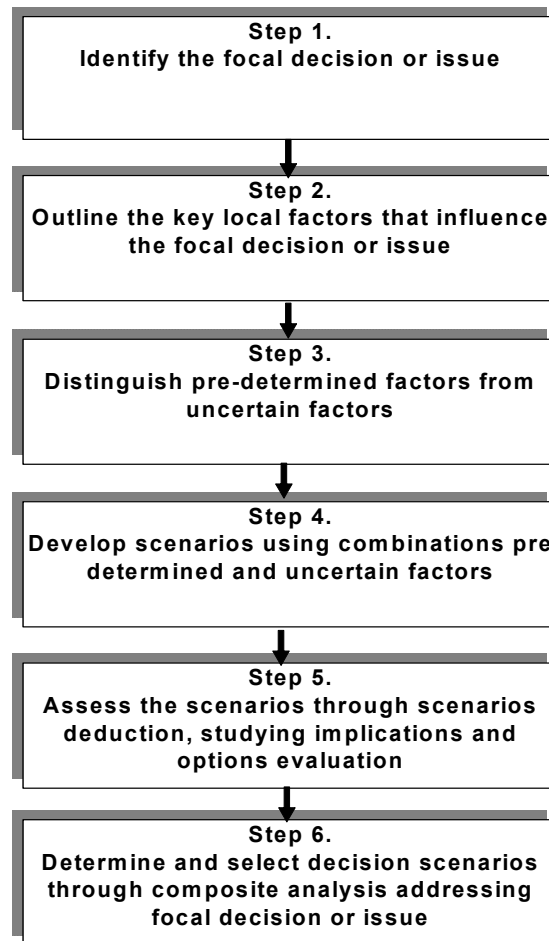 Step 1.
Identify the focal decision or issue
Step 2.
Outline the key local factors that influence
the focal decision or issue
Step 3.
Distinguish pre-determined factors from
uncertain factors
Step 4.
Develop scenarios using combinations pre
determined and uncertain factors
Step 5.
Assess the scenarios through scenarios
deduction, studying implications and
options evaluation
Step 6.
Determine and select decision scenarios
through composite analysis addressing
focal decision or issue